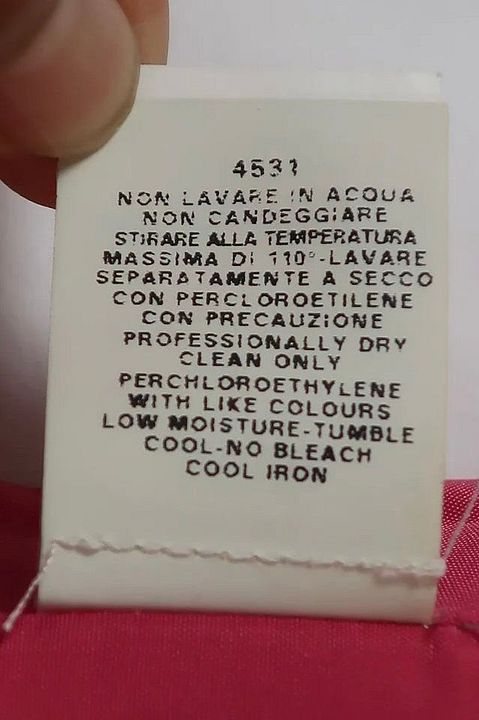 4531
NON LAVARE IN ACQUA
NON CANDEGGIARE
STIRARE ALLA TEMPERATURA
MASSIMA DI 110°-LAVARE
SEPARATAMENTE A SECCO
CON PERCLOROETILENE
CON PRECAUZIONE
PROFESSIONALLY DRY
CLEAN ONLY
PERCHLOROETHYLENE
WITH LIKE COLOURS
LOW MOISTURE-TUMBLE
COOL-NO BLEACH
COOL IRON